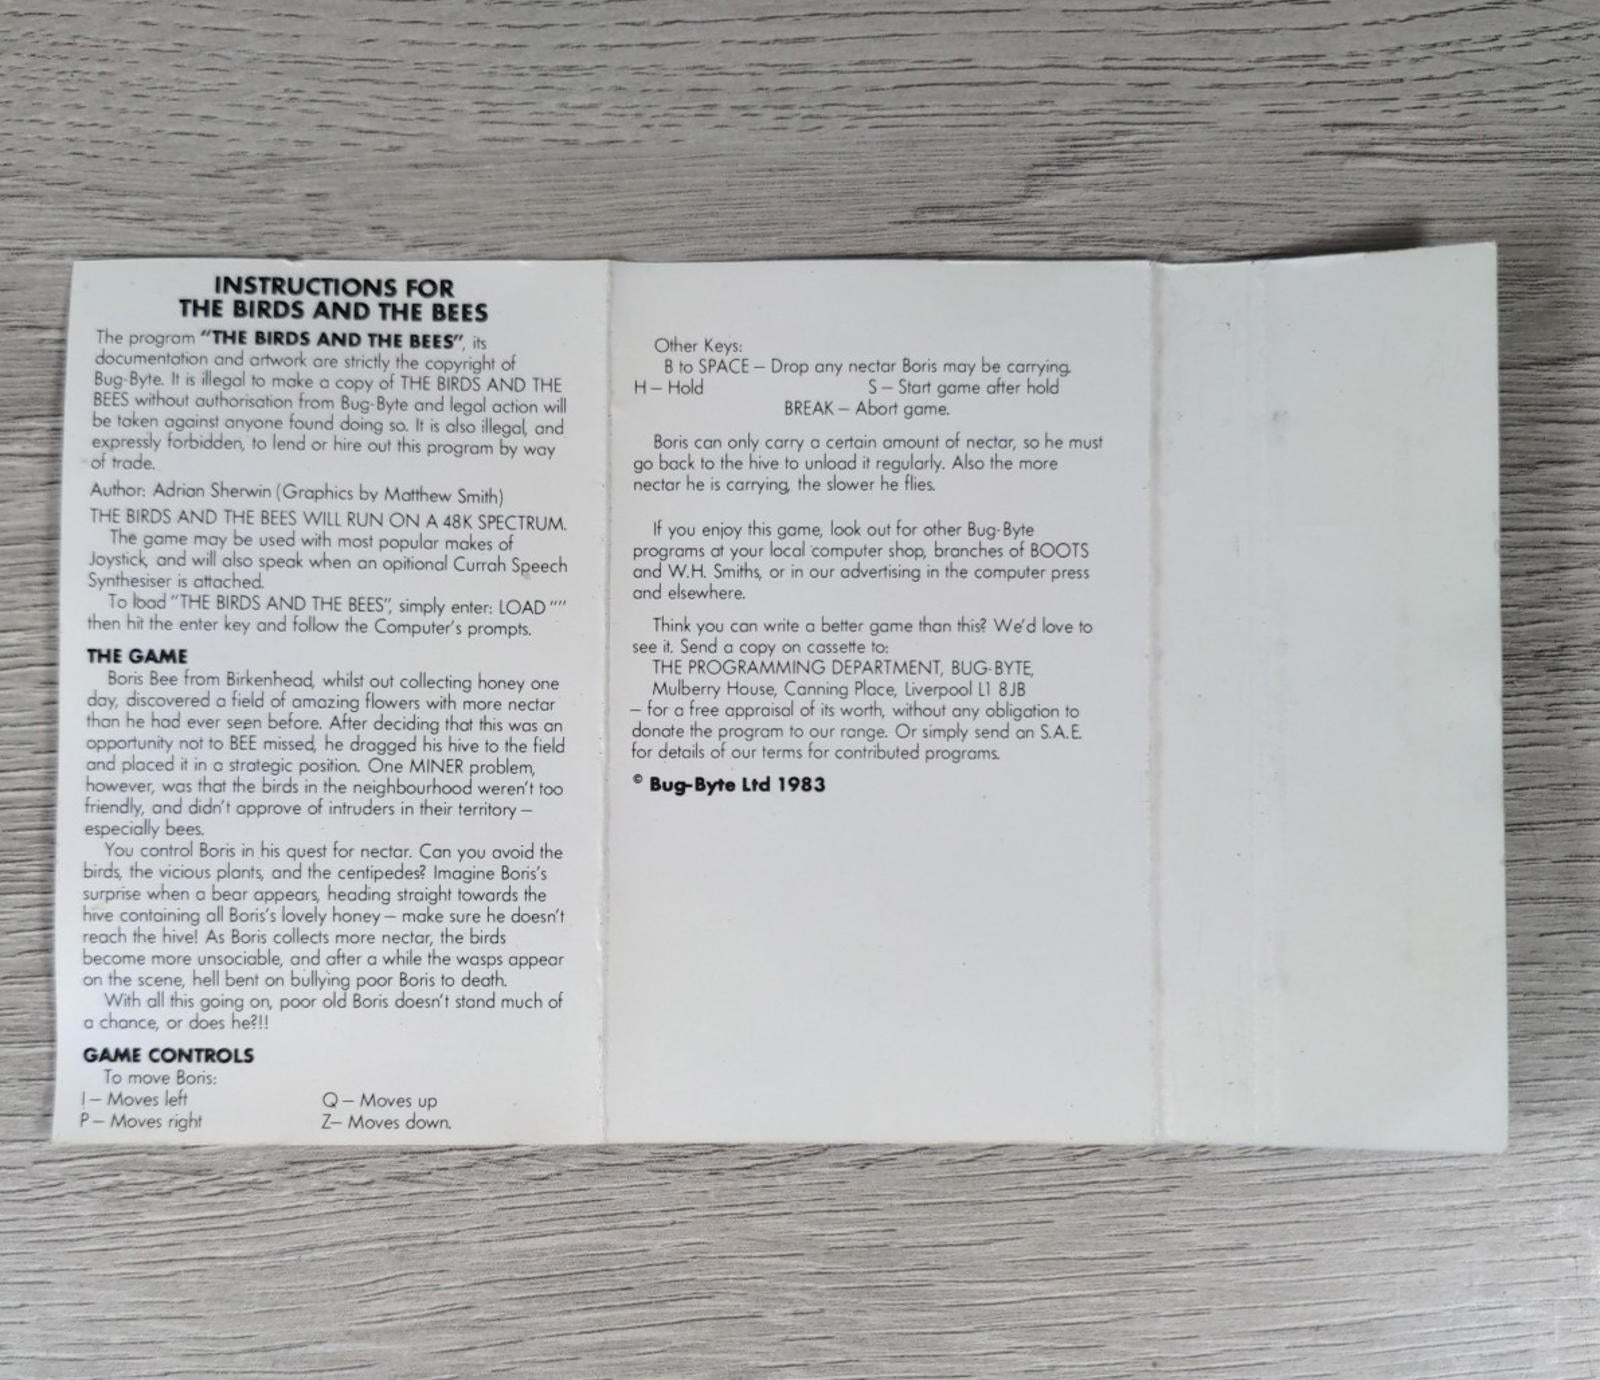 INSTRUCTIONS FOR
THE BIRDS AND THE BEES
The program "THE BIRDS AND THE BEES", its
documentation and artwork are strictly the copyright of
Bug-Byte. It is illegal to make a copy of THE BIRDS AND THE
BEES without authorisation from Bug-Byte and legal action will
be taken against anyone found doing so. It is also illegal, and
expressly forbidden, to lend or hire out this program by way
of trade.
Author: Adrian Sherwin (Graphics by Matthew Smith)
THE BIRDS AND THE BEES WILL RUN ON A 48K SPECTRUM.
The game may be used with most popular makes of
Joystick, and will also speak when an opitional Currah Speech
Synthesiser is attached.
To load "THE BIRDS AND THE BEES", simply enter: LOAD ""
then hit the enter key and follow the Computer's prompts.
THE GAME
Boris Bee from Birkenhead, whilst out collecting honey one
day, discovered a field of amazing flowers with more nectar
than he had ever seen before. After deciding that this was an
opportunity not to BEE missed, he dragged his hive to the field
and placed it in a strategic position. One MINER problem,
however, was that the birds in the neighbourhood weren't too
friendly, and didn't approve of intruders in their territory –
especially bees.
You control Boris in his quest for nectar. Can you avoid the
birds, the vicious plants, and the centipedes? Imagine Boris's
surprise when a bear appears, heading straight towards the
hive containing all Boris's lovely honey – make sure he doesn't
reach the hive! As Boris collects more nectar, the birds
become more unsociable, and after a while the wasps appear
on the scene, hell bent on bullying poor Boris to death.
With all this going on, poor old Boris doesn't stand much of
a chance, or does he?!!
GAME CONTROLS
To move Boris:
I – Moves left Q – Moves up
P – Moves right Z – Moves down.
Other Keys:
B to SPACE – Drop any nectar Boris may be carrying.
H – Hold S – Start game after hold
BREAK – Abort game.
Boris can only carry a certain amount of nectar, so he must
go back to the hive to unload it regularly. Also the more
nectar he is carrying, the slower he flies.
If you enjoy this game, look out for other Bug-Byte
programs at your local computer shop, branches of BOOTS
and W.H. Smiths, or in our advertising in the computer press
and elsewhere.
Think you can write a better game than this? We'd love to
see it. Send a copy on cassette to:
THE PROGRAMMING DEPARTMENT, BUG-BYTE,
Mulberry House, Canning Place, Liverpool L1 8JB
– for a free appraisal of its worth, without any obligation to
donate the program to our range. Or simply send an S.A.E.
for details of our terms for contributed programs.
© Bug-Byte Ltd 1983